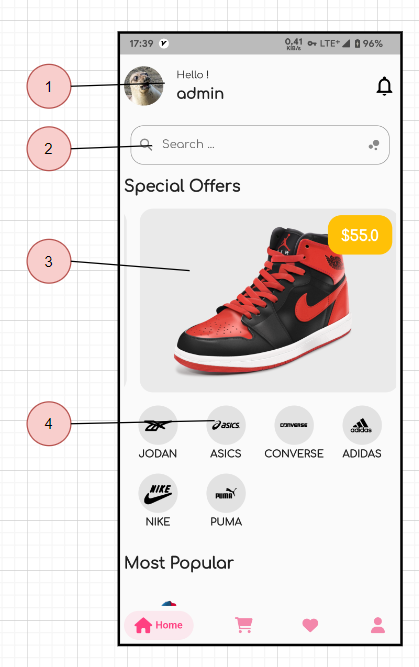 17:39 0,41 KB/s LTE+ 96%
1
Hello !
admin
2
Search ...
Special Offers
3
$55.0
4
asics. CONVERSE adidas
JODAN ASICS CONVERSE ADIDAS
NIKE PUMA
NIKE PUMA
Most Popular
Home